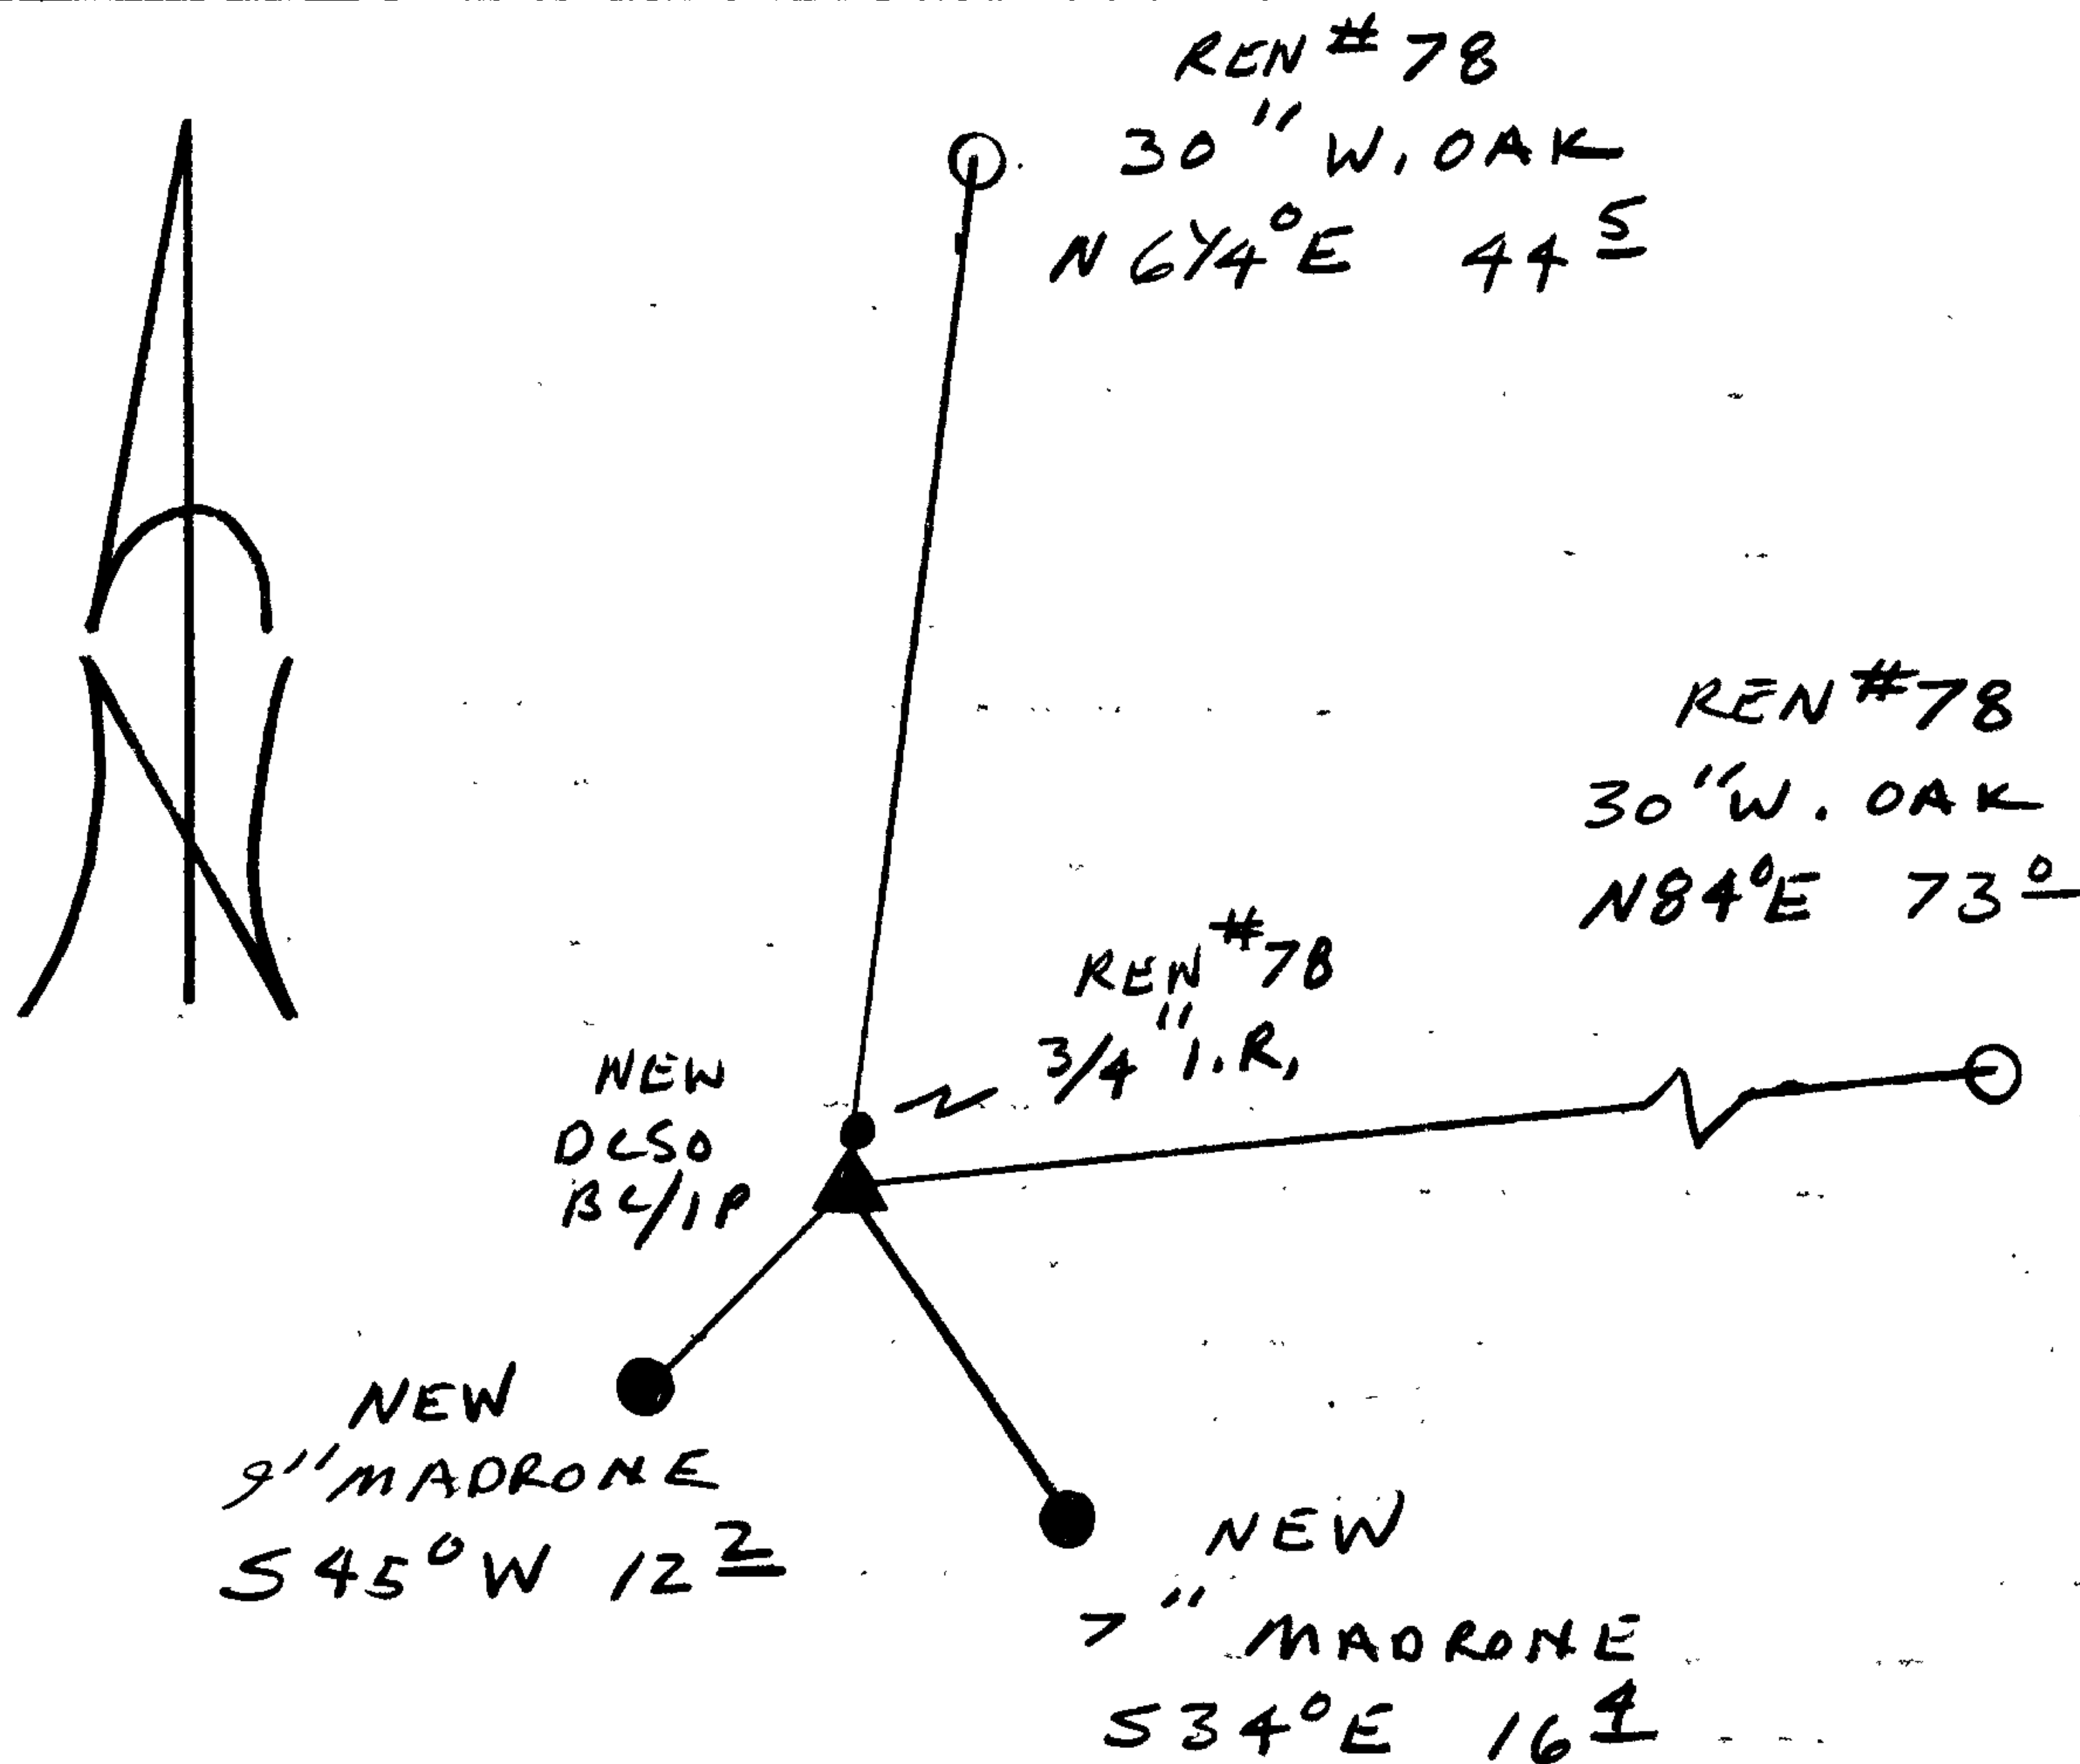 REN # 78
30" W. OAK
N 6 1/4° E 44 5
REN #78
30" W. OAK
N84°E 73 0
REN #78
3/4" I.R.
NEW
DCSO
BC/IP
NEW
9" MADRONE
S 45° W 12 2
NEW
7" MADRONE
S34°E 16 4
N